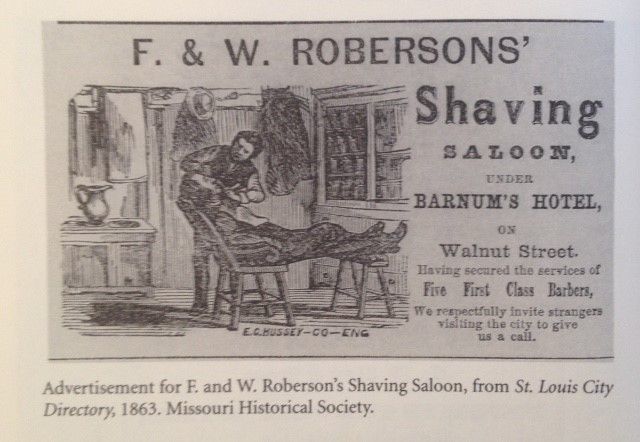 F. & W. ROBERSONS'
Shaving
SALOON,
UNDER
BARNUM'S HOTEL,
ON
Walnut Street.
Having secured the services of
Five First Class Barbers,
We respectfully invite strangers
visiting the city to give
us a call.
E.C. HUSSEY-CO-ENG
Advertisement for F. and W. Roberson's Shaving Saloon, from St. Louis City
Directory, 1863. Missouri Historical Society.